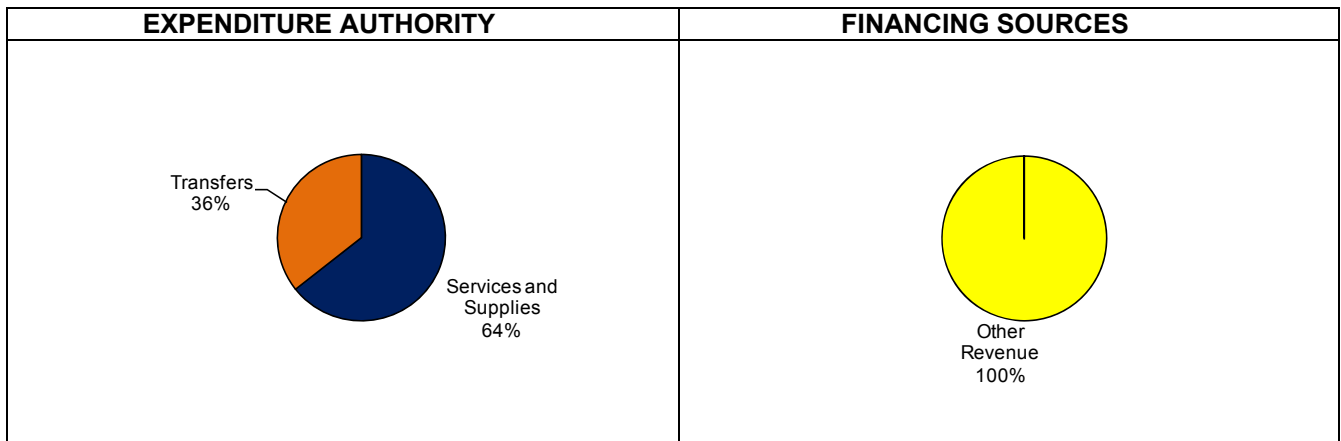 EXPENDITURE AUTHORITY
FINANCING SOURCES
Transfers
36%
Services and
Supplies
64%
Other
Revenue
100%